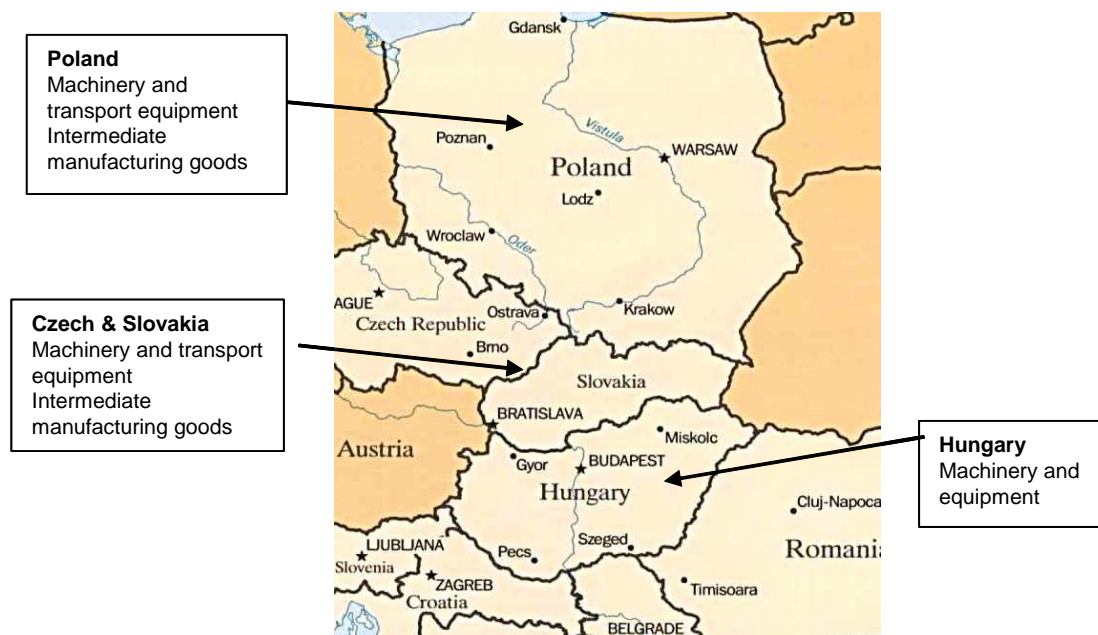 Poland
Machinery and
transport equipment
Intermediate
manufacturing goods
Czech & Slovakia
Machinery and transport
equipment
Intermediate
manufacturing goods
Hungary
Machinery and
equipment
Gdansk
Vistula
Poznan
WARSAW
Poland
Lodz
Wroclaw
Oder
AGUE
Ostrava
Krakow
Czech Republic
Brno
Slovakia
BRATISLAVA
Austria
Miskolc
Gyor
BUDAPEST
Hungary
Cluj-Napoca
Szeged
Pecs
Romania
LJUBLJANA
Slovenia
ZAGREB
Croatia
Timisoara
BELGRADE